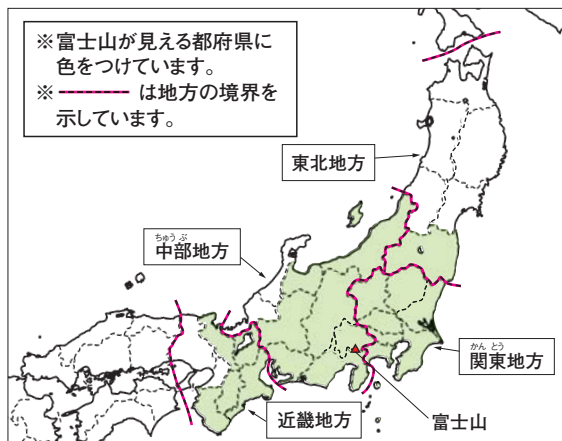 ※富士山が見える都府県に
色をつけています。
※ は地方の境界を
示しています。
東北地方
ちゅうぶ
中部地方
かんとう
関東地方
近畿地方
富士山